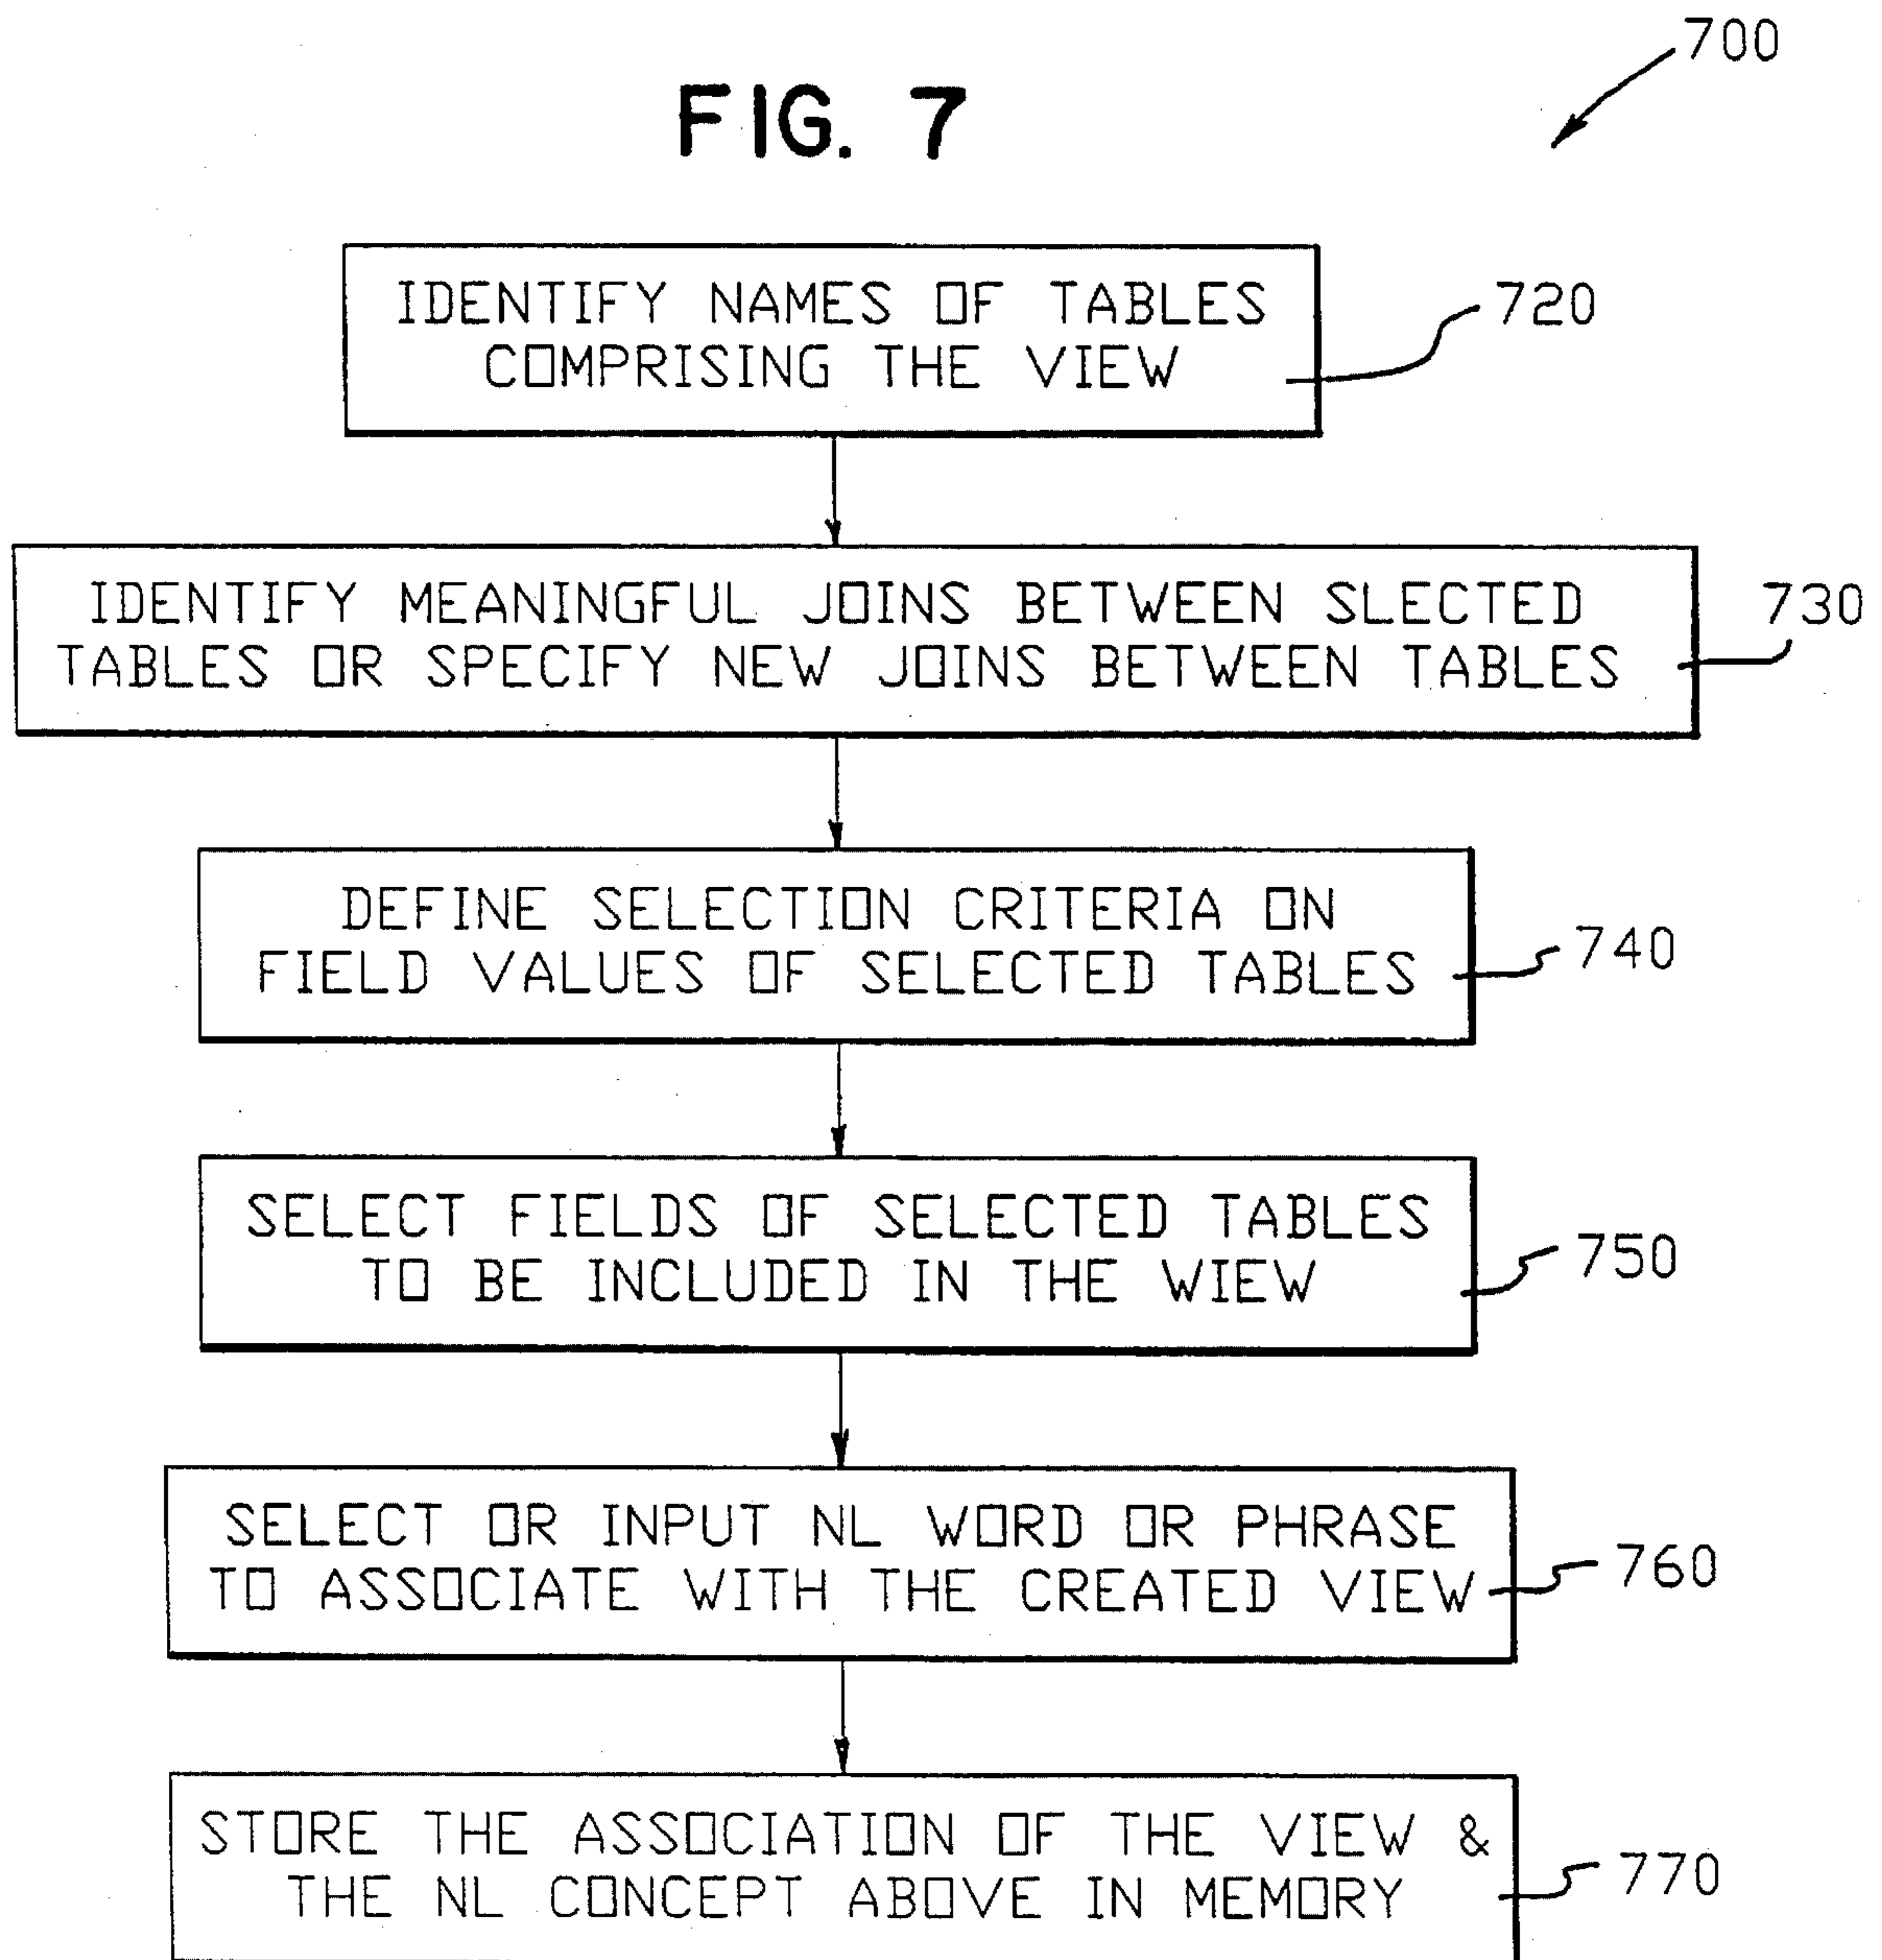 700
FIG. 7
IDENTIFY NAMES OF TABLES
COMPRISING THE VIEW
720
IDENTIFY MEANINGFUL JOINS BETWEEN SLECTED
TABLES OR SPECIFY NEW JOINS BETWEEN TABLES
730
DEFINE SELECTION CRITERIA ON
FIELD VALUES OF SELECTED TABLES
740
SELECT FIELDS OF SELECTED TABLES
TO BE INCLUDED IN THE WIEW
750
SELECT OR INPUT NL WORD OR PHRASE
TO ASSOCIATE WITH THE CREATED VIEW
760
STORE THE ASSOCIATION OF THE VIEW &
THE NL CONCEPT ABOVE IN MEMORY
770